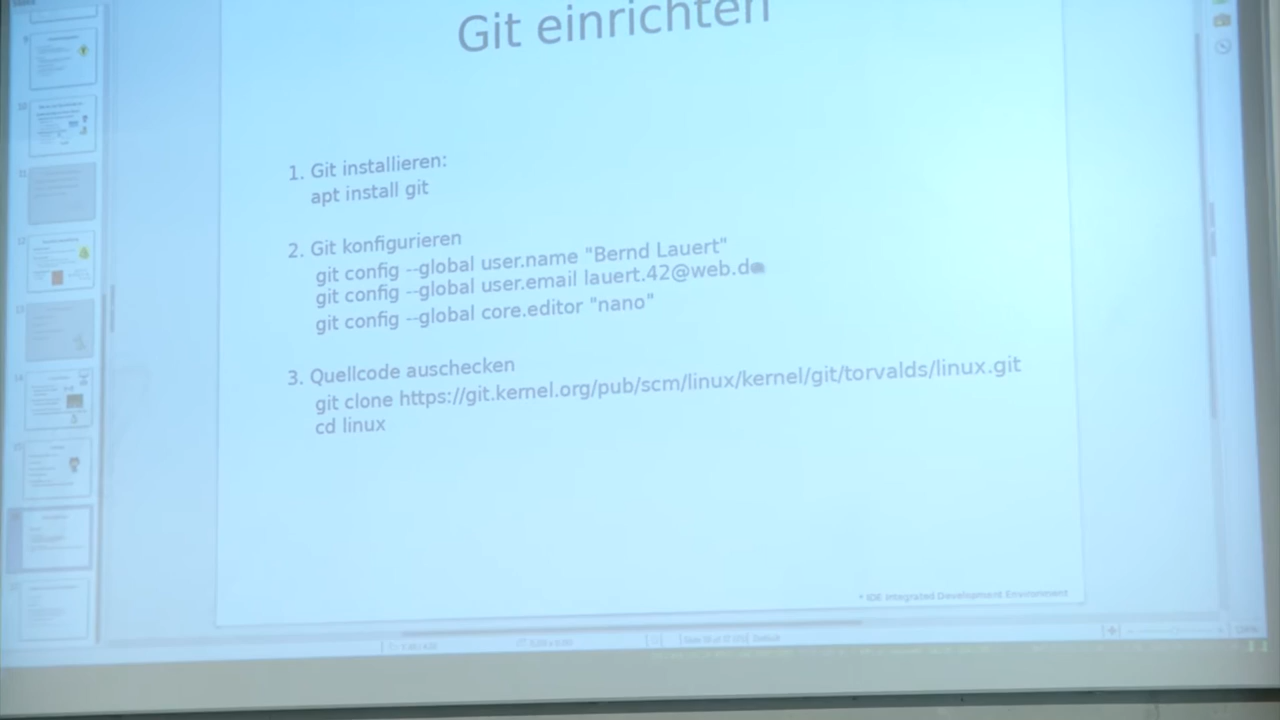 Git einrichten
1. Git installieren:
apt install git
2. Git konfigurieren
git config --global user.name "Bernd Lauert"
git config --global user.email lauert.42@web.de
git config --global core.editor "nano"
3. Quellcode auschecken
git clone https://git.kernel.org/pub/scm/linux/kernel/git/torvalds/linux.git
cd linux
* IDE Integrated Development Environment